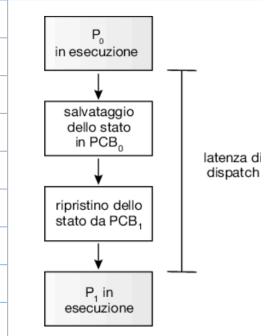 P₀
in esecuzione
salvataggio
dello stato
in PCB₀
latenza di
dispatch
ripristino dello
stato da PCB₁
P₁ in
esecuzione